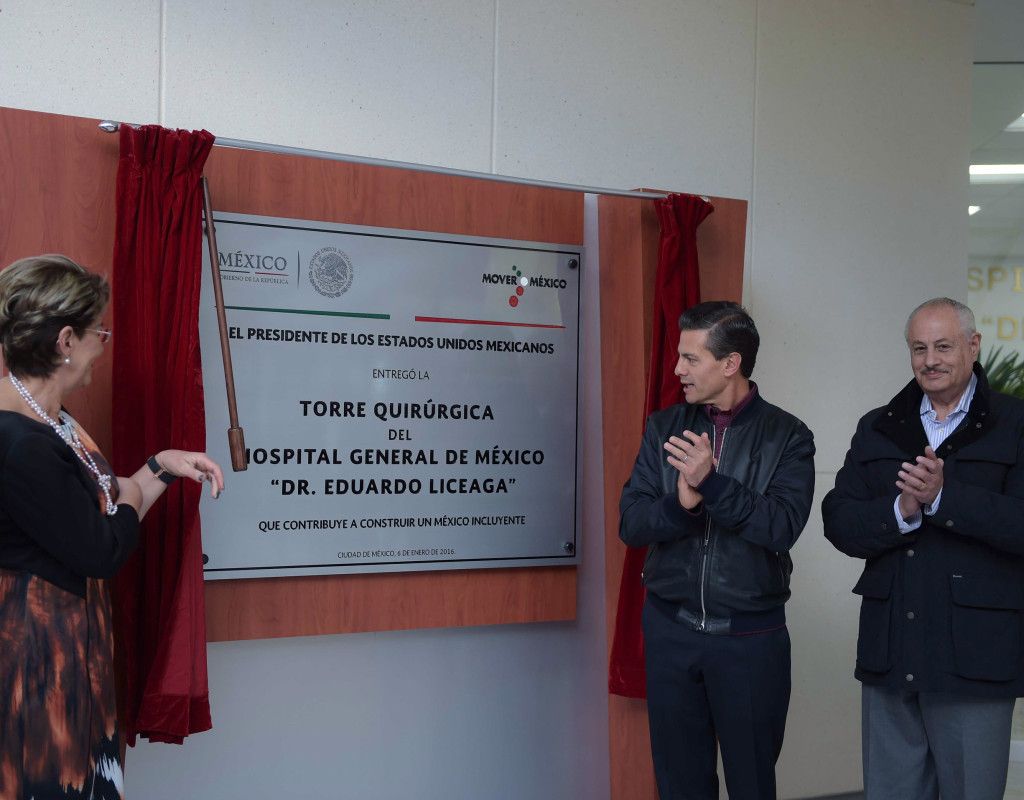 MÉXICO
GOBIERNO DE LA REPÚBLICA
MOVER A MÉXICO
EL PRESIDENTE DE LOS ESTADOS UNIDOS MEXICANOS
ENTREGÓ LA
TORRE QUIRÚRGICA
DEL
HOSPITAL GENERAL DE MÉXICO
“DR. EDUARDO LICEAGA”
QUE CONTRIBUYE A CONSTRUIR UN MÉXICO INCLUYENTE
CIUDAD DE MÉXICO, 6 DE ENERO DE 2016
SPI
“DE